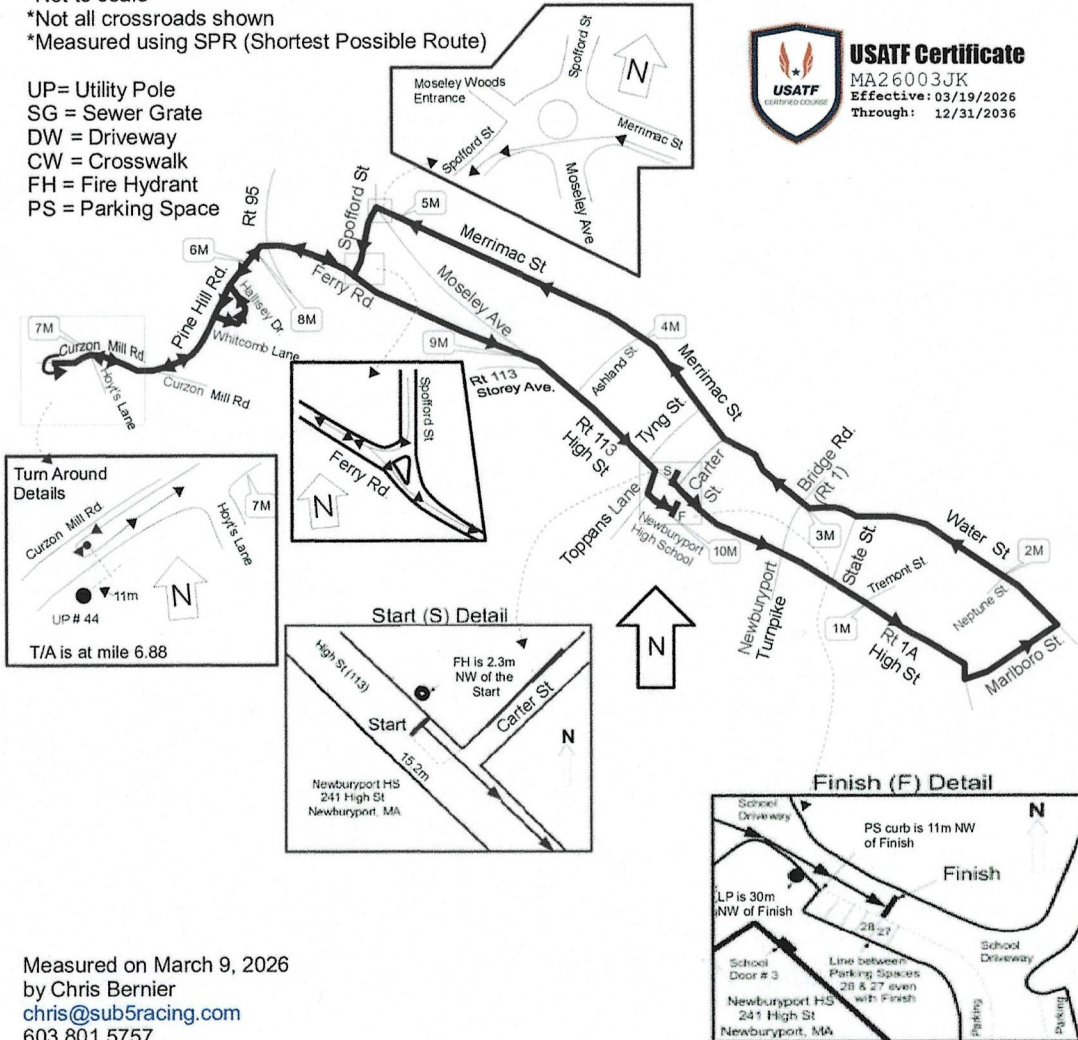 *Not to scale
*Not all crossroads shown
*Measured using SPR (Shortest Possible Route)
UP= Utility Pole
SG = Sewer Grate
DW = Driveway
CW = Crosswalk
FH = Fire Hydrant
PS = Parking Space
Moseley Woods
Entrance
Spofford St
N
Spofford St
Merrimac St
Moseley Ave
USATF
CERTIFIED COURSE
USATF Certificate
MA26003JK
Effective: 03/19/2026
Through: 12/31/2036
Rt 95
Spofford St
5M
6M
Merrimac St
Ferry Rd.
Moseley Ave
Pine Hill Rd.
Hallisey Dr
8M
7M
Curzon Mill Rd
Whitcomb Lane
9M
4M
Hoyt's Lane
Curzon Mill Rd
Rt 113
Storey Ave.
Ashland St
Merrimac St
Tyng St.
Rt 113
High St
Spofford St
Ferry Rd.
N
S
Carter
St
Bridge Rd.
(Rt 1)
Toppans Lane
F
Newburyport
High School
10M
3M
State St.
Water St
2M
Tremont St.
Neptune St
Newburyport
Turnpike
1M
Rt 1A
High St
Marlboro St.
N
Turn Around
Details
7M
Curzon Mill Rd
Hoyt's Lane
11m
N
UP # 44
T/A is at mile 6.88
Start (S) Detail
High St (113)
FH is 2.3m
NW of the
Start
Carter St
Start
15.2m
N
Newburyport HS
241 High St
Newburyport, MA
Finish (F) Detail
School
Driveway
PS curb is 11m NW
of Finish
N
Finish
LP is 30m
NW of Finish
28 27
School
Door # 3
Line between
Parking Spaces
28 & 27 even
with Finish
School
Driveway
Newburyport HS
241 High St
Newburyport, MA
Parking
Parking
Measured on March 9, 2026
by Chris Bernier
chris@sub5racing.com
603.801.5757